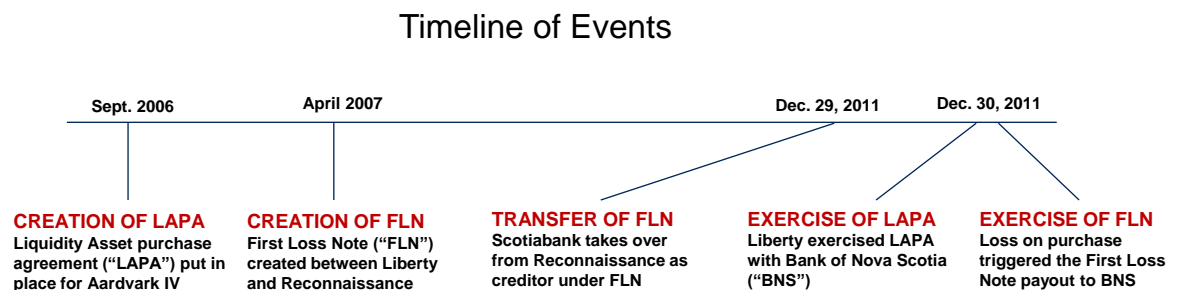 Timeline of Events
Sept. 2006
April 2007
Dec. 29, 2011
Dec. 30, 2011
CREATION OF LAPA
Liquidity Asset purchase
agreement (“LAPA”) put in
place for Aardvark IV
CREATION OF FLN
First Loss Note (“FLN”)
created between Liberty
and Reconnaissance
TRANSFER OF FLN
Scotiabank takes over
from Reconnaissance as
creditor under FLN
EXERCISE OF LAPA
Liberty exercised LAPA
with Bank of Nova Scotia
(“BNS”)
EXERCISE OF FLN
Loss on purchase
triggered the First Loss
Note payout to BNS